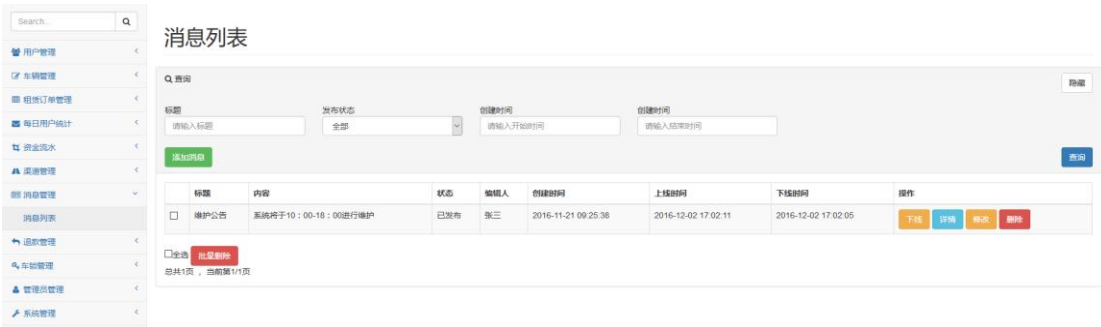 Search...
用户管理
车辆管理
租赁订单管理
每日用户统计
资金流水
渠道管理
消息管理
消息列表
退款管理
车锁管理
管理员管理
系统管理
消息列表
查询
隐藏
标题 发布状态 创建时间 创建时间
请输入标题 全部 请输入开始时间 请输入结束时间
添加消息 查询
标题 内容 状态 编辑人 创建时间 上线时间 下线时间 操作
维护公告 系统将于10：00-18：00进行维护 已发布 张三 2016-11-21 09:25:38 2016-12-02 17:02:11 2016-12-02 17:02:05 下线 详情 修改 删除
全选 批量删除
总共1页 ，当前第1/1页